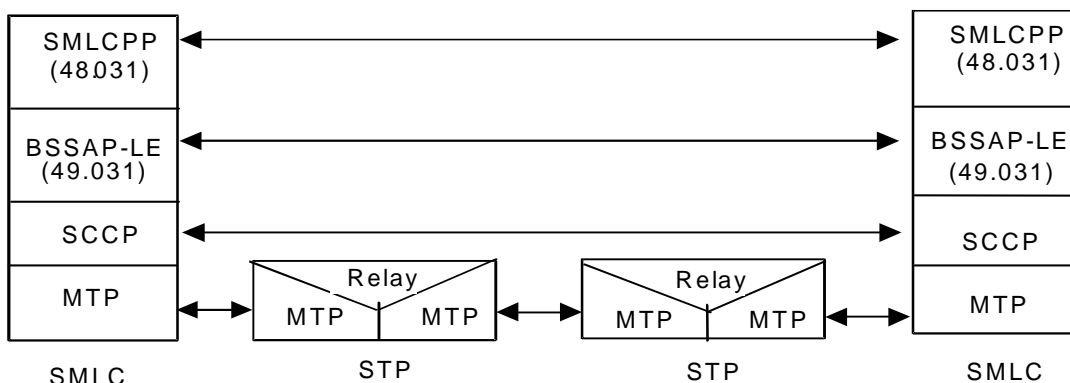 SMLCPP
(48.031)
SMLCPP
(48.031)
BSSAP-LE
(49.031)
BSSAP-LE
(49.031)
SCCP
SCCP
MTP
Relay
MTP MTP
Relay
MTP MTP
MTP
SMLC
STP
STP
SMLC